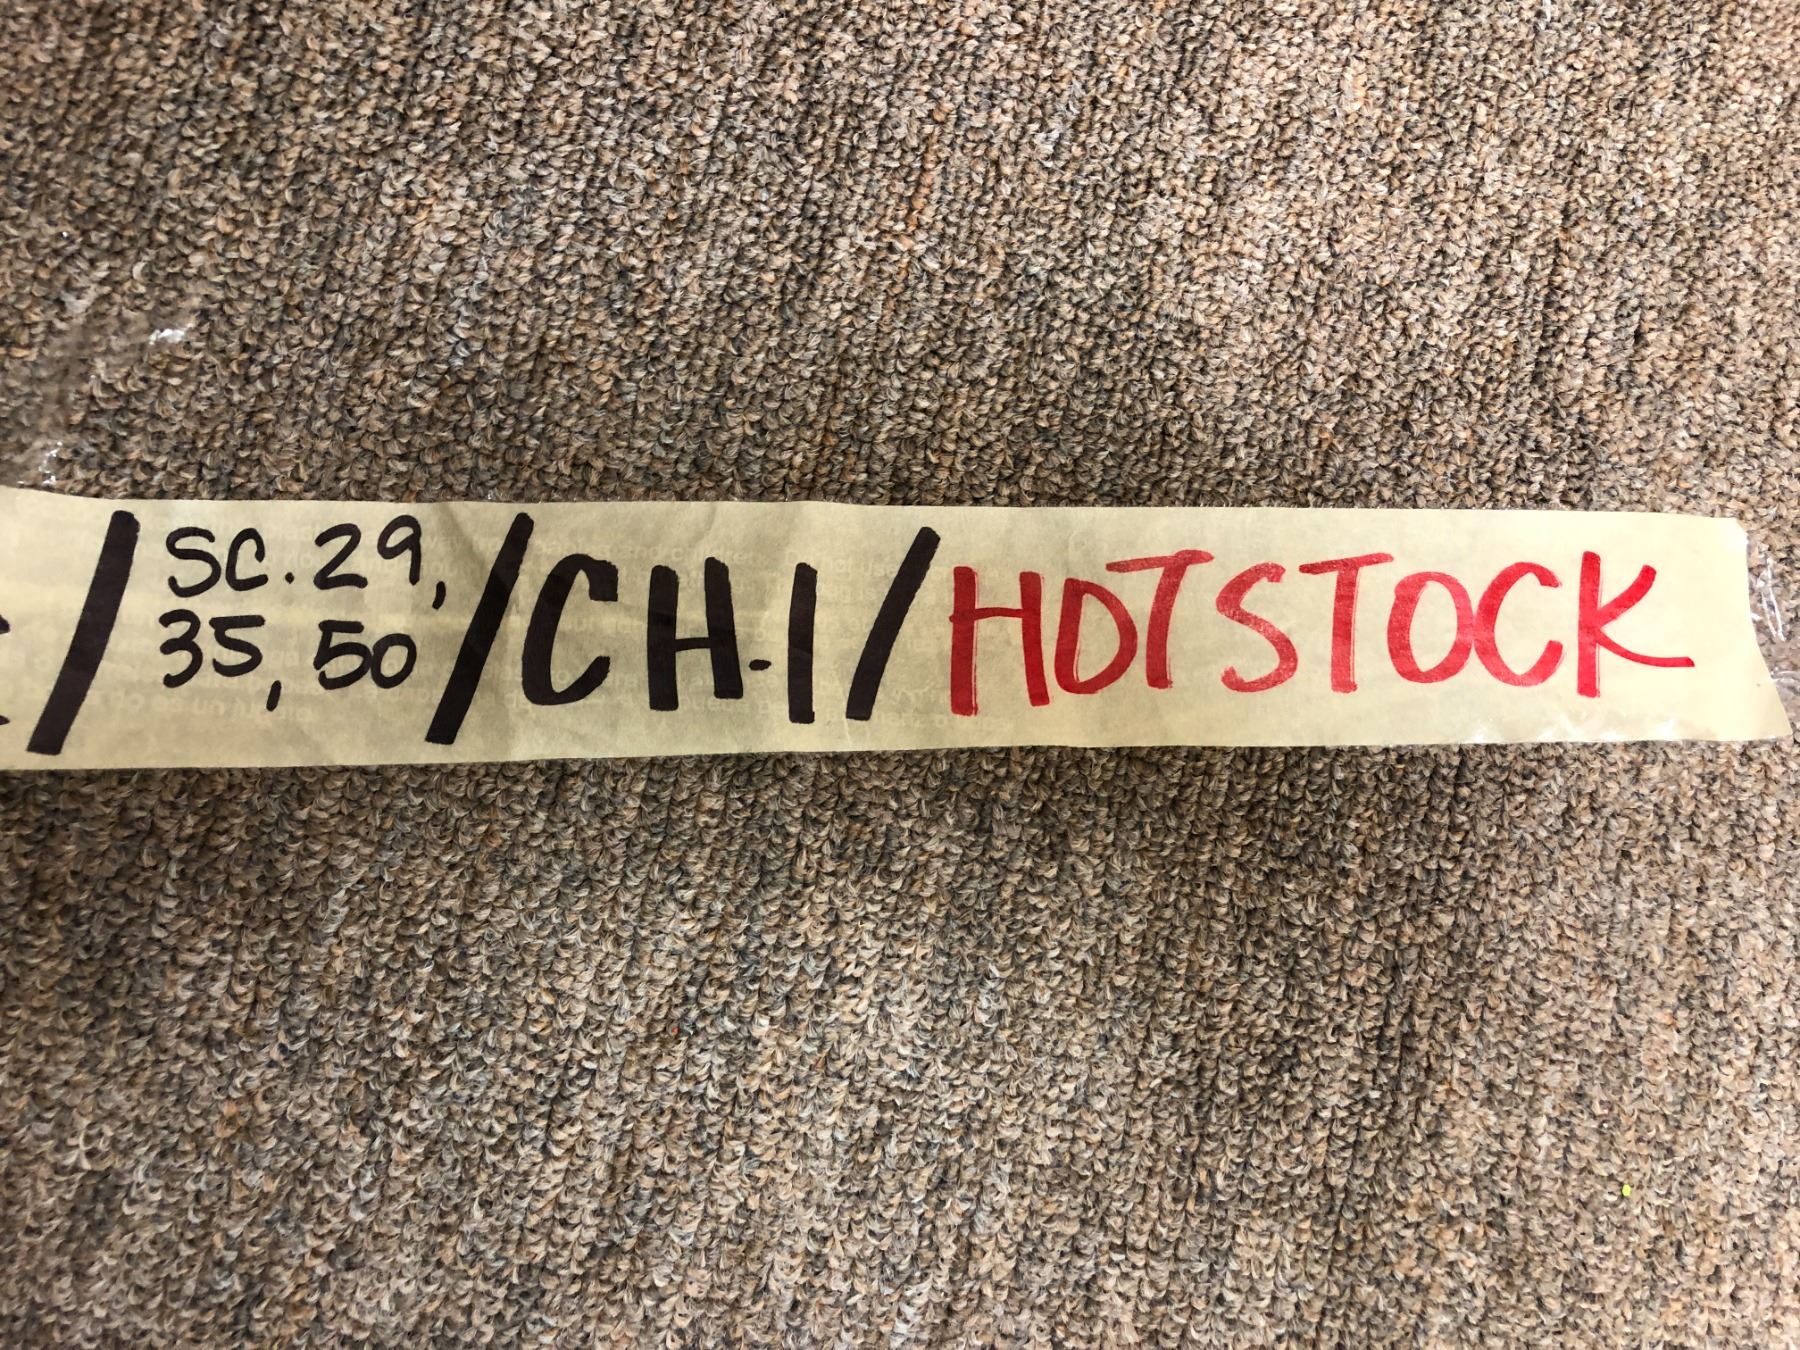 / SC. 29, 35, 50 / CH.1 / HOTSTOCK